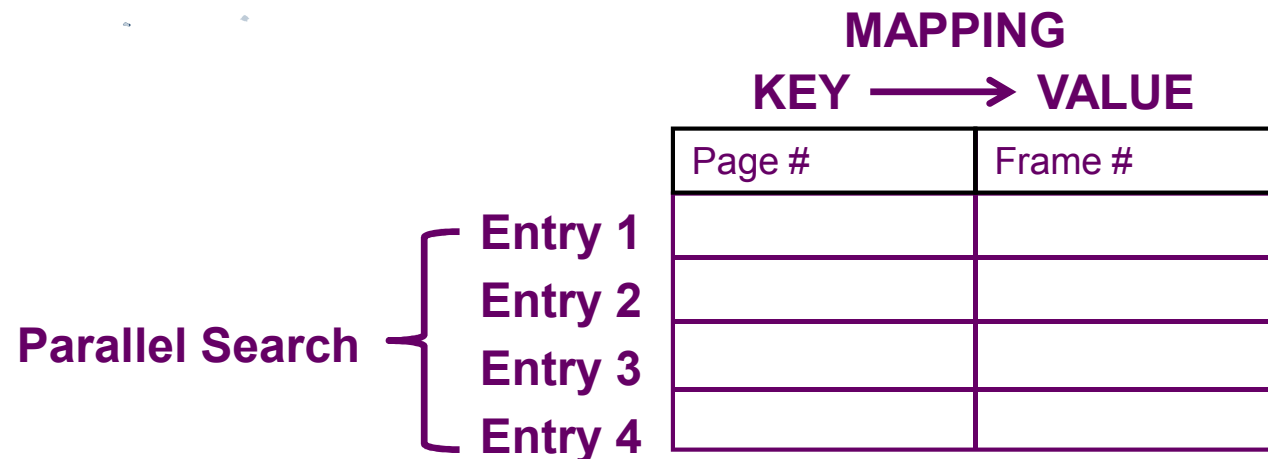 MAPPING
KEY → VALUE
Page # Frame #
Entry 1
Entry 2
Parallel Search
Entry 3
Entry 4